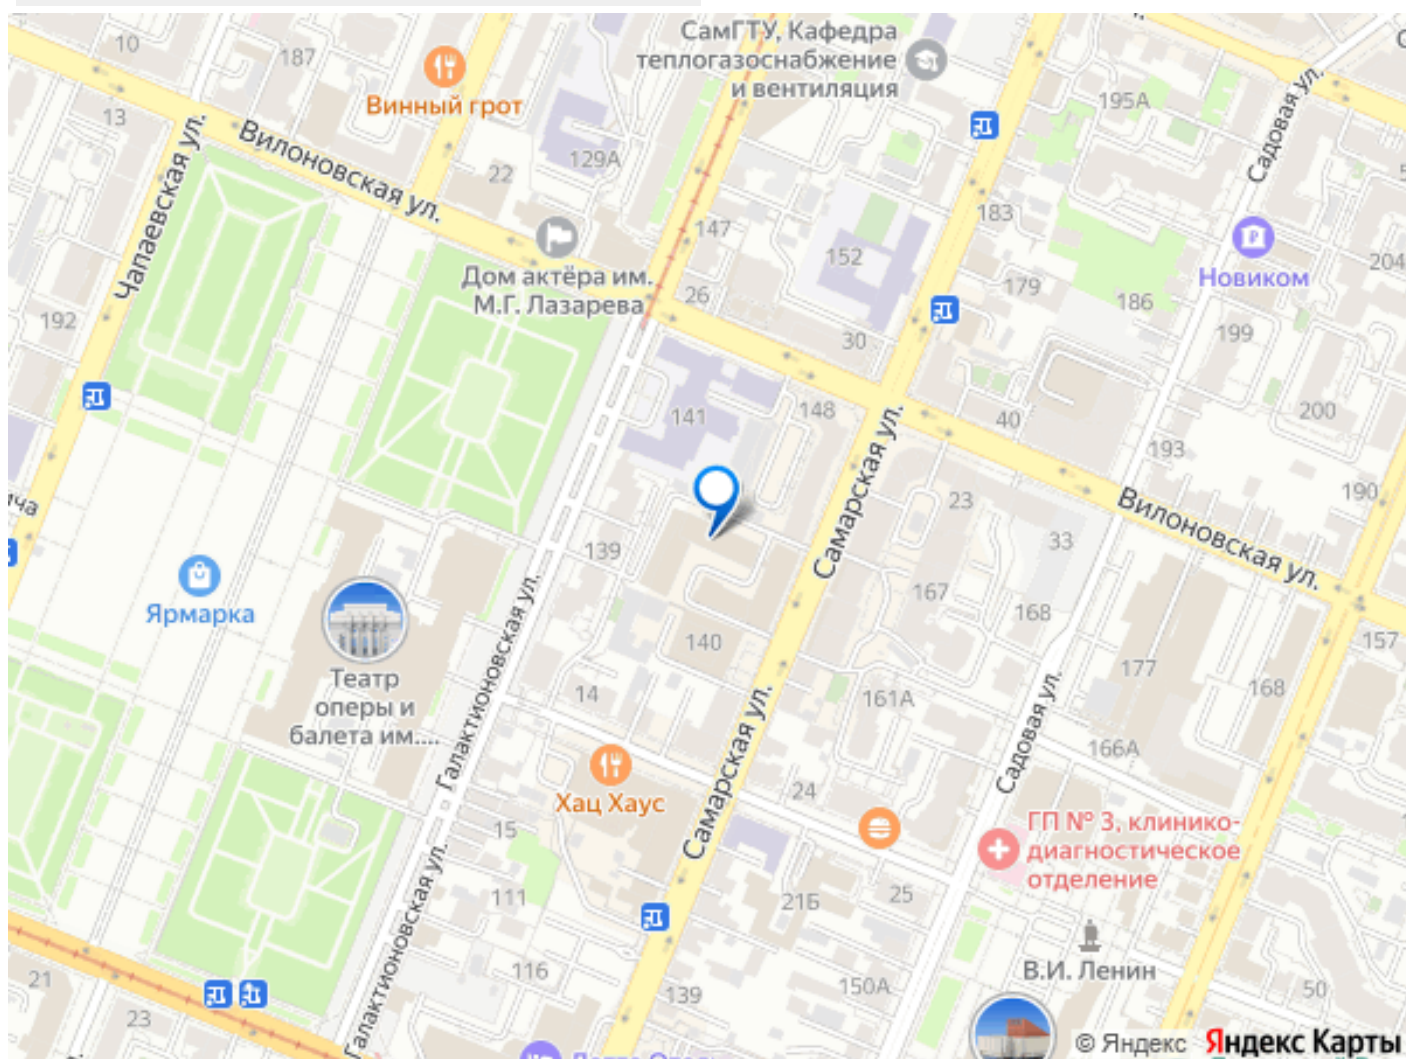 10
187
13
Винный грот
СамГТУ, Кафедра
теплогазоснабжение
и вентиляция
195А
Садовая ул.
Вилоновская ул.
22
129А
Чапаевская ул.
147
152
183
Дом актёра им.
М.Г. Лазарева
26
179
186
Новиком
204
192
30
199
141
148
40
200
193
Самарская ул.
23
190
Вилоновская ул.
33
139
Ярмарка
167
168
Галактионовская ул.
140
157
177
168
Театр
оперы и
балета им....
14
161А
Садовая ул.
166А
Самарская ул.
Хац Хаус
24
15
ГП № 3, клинико-
диагностическое
отделение
111
21Б
25
Галактионовская ул.
116
139
150А
В.И. Ленин
50
21
23
© Яндекс Яндекс Карты